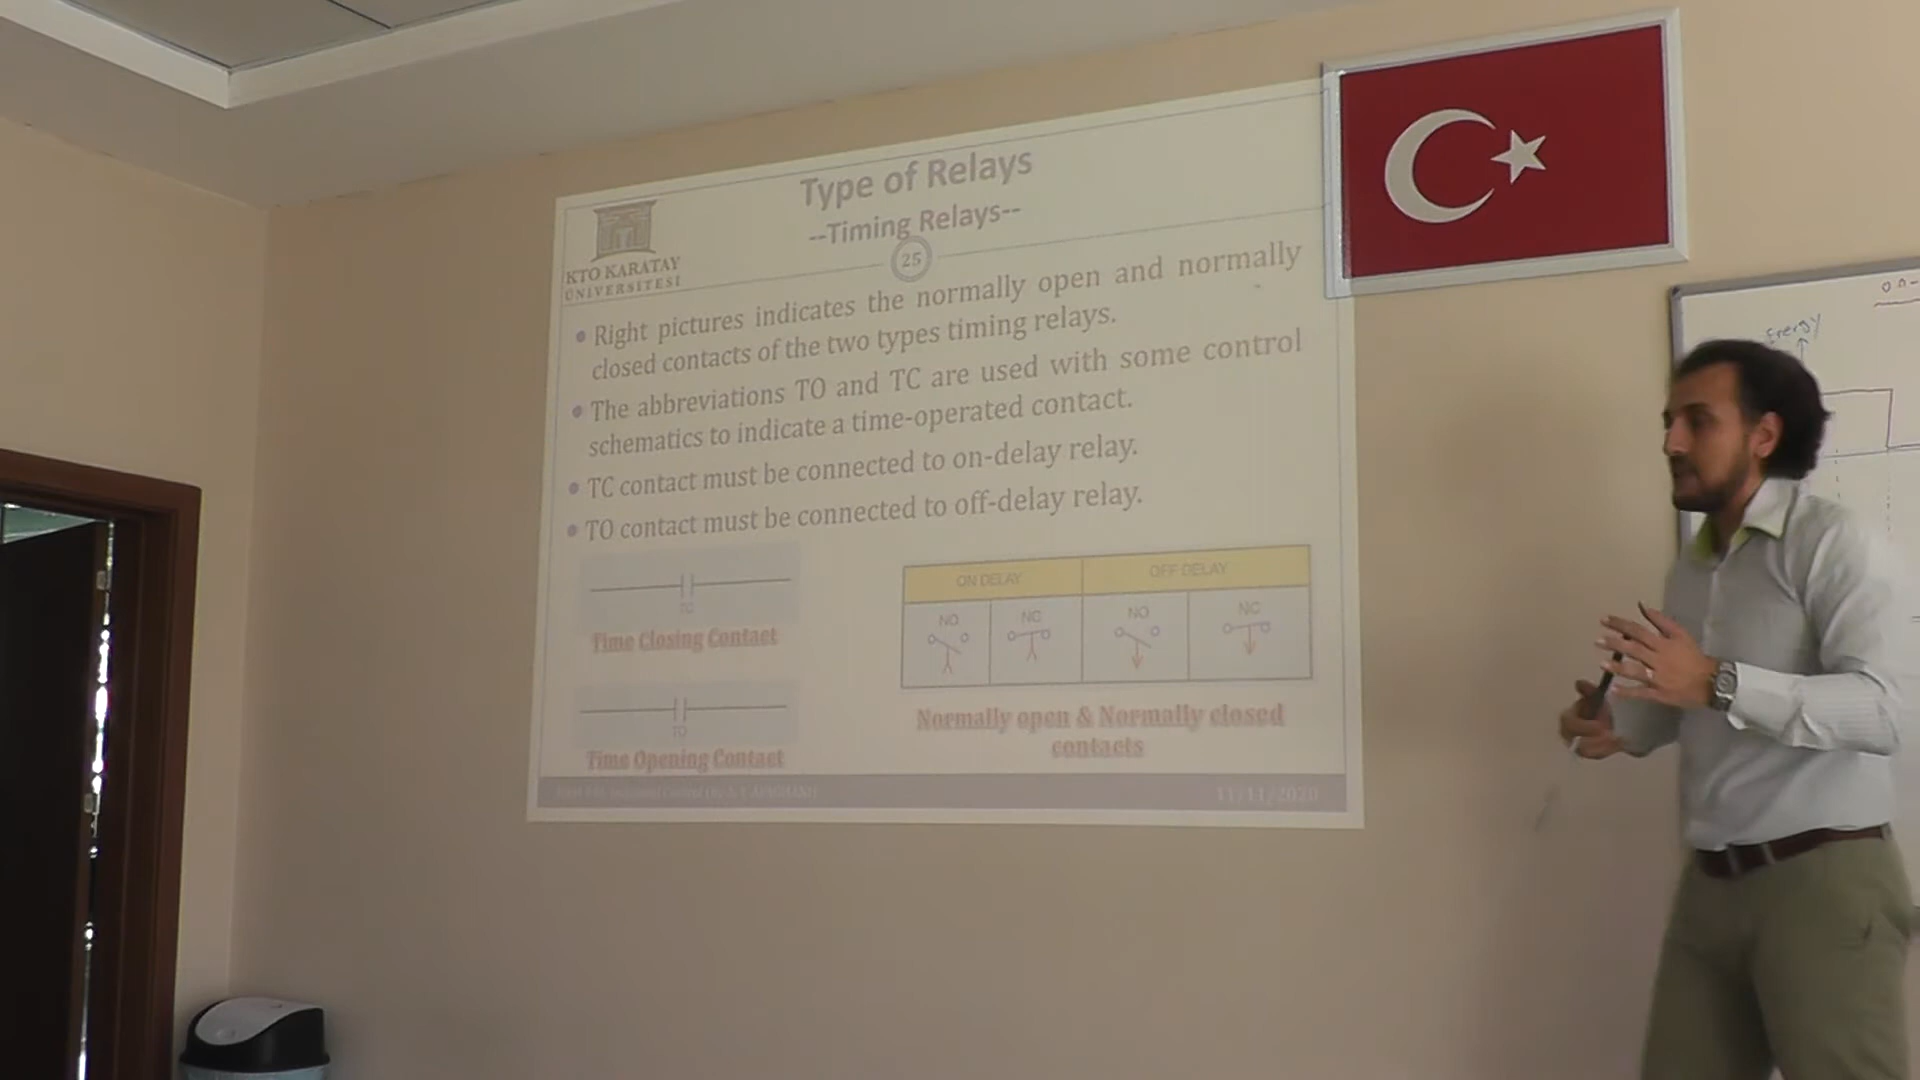 Type of Relays
--Timing Relays--
25
KTO KARATAY
ÜNİVERSİTESİ
• Right pictures indicates the normally open and normally
closed contacts of the two types timing relays.
• The abbreviations TO and TC are used with some control
schematics to indicate a time-operated contact.
• TC contact must be connected to on-delay relay.
• TO contact must be connected to off-delay relay.
TC
Time Closing Contact
TO
Time Opening Contact
ON DELAY OFF DELAY
NO NC NO NC
Normally open & Normally closed
contacts
11/11/2020
on-
Energy